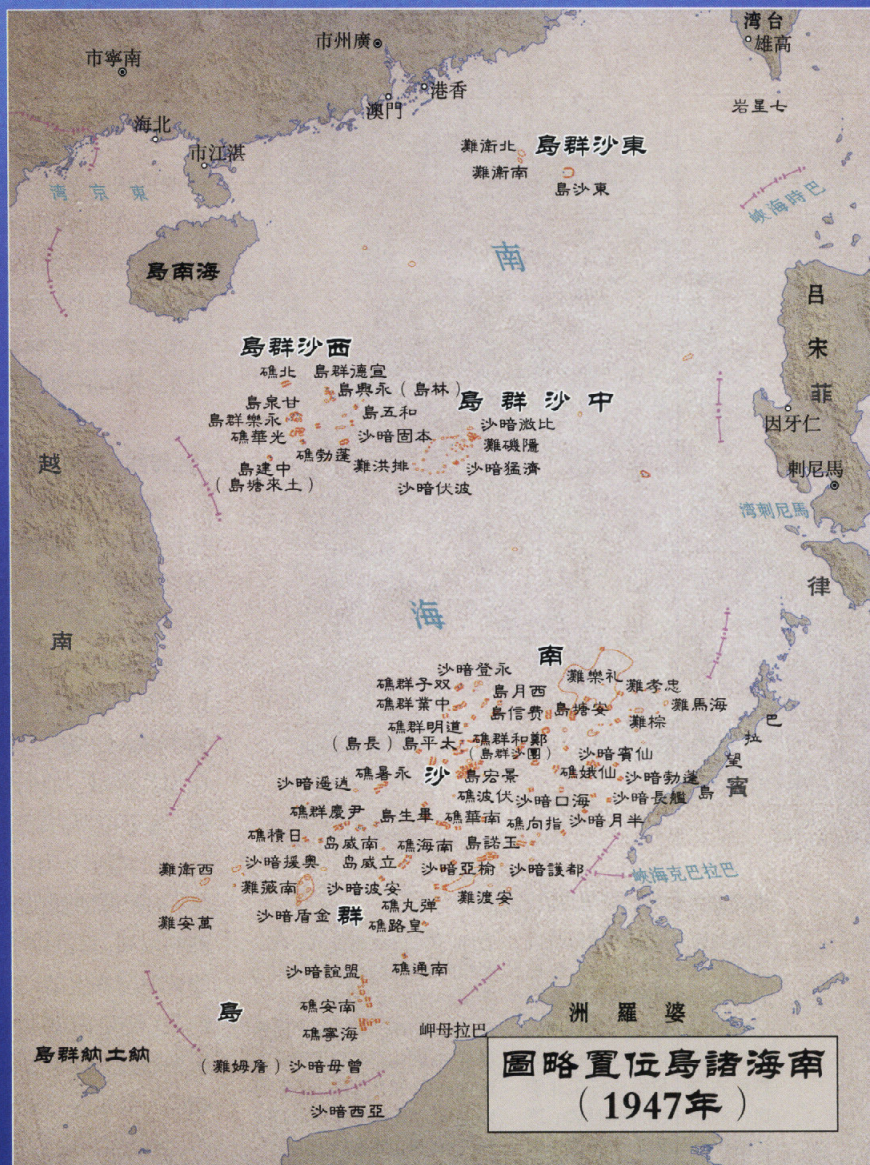 南海諸島位置略圖
（1947年）
台湾
高雄
七星岩
廣州市
南寧市
香港
澳門
北海
湛江市
東京湾
海南島
東沙群島
北衞灘
南衞灘
東沙島
巴時海峽
南
海
呂宋
菲律賓
仁牙因
馬尼剌
馬尼剌湾
越南
西沙群島
北礁
宣德群島
永興島（林島）
甘泉島
和五島
永樂群島
華光礁
本固暗沙
蓬勃礁
中建島
（土來塘島）
排洪灘
中沙群島
比微暗沙
隱磯灘
濟猛暗沙
波伏暗沙
南沙群島
永登暗沙
禮樂灘
忠孝灘
双子群礁
西月島
海馬灘
中業群礁
費信島
安塘島
棕灘
道明群礁
鄭和群礁
（團沙群島）
太平島（長島）
仙賓暗沙
永暑礁
景宏島
仙娥礁
蓬勃暗沙
逍遥暗沙
伏波礁
海口暗沙
艦長暗沙
尹慶群礁
畢生島
南華礁
指向礁
半月暗沙
日積礁
南威岛
海南礁
玉諾島
西衞灘
奥援暗沙
立威岛
榆亞暗沙
都護暗沙
南薇灘
安波暗沙
安渡灘
萬安灘
金盾暗沙
彈丸礁
皇路礁
南通礁
盟誼暗沙
南安礁
海寧礁
曾母暗沙（詹姆灘）
亞西暗沙
巴拉望島
巴拉巴克海峽
巴拉母岬
婆羅洲
納土納群島